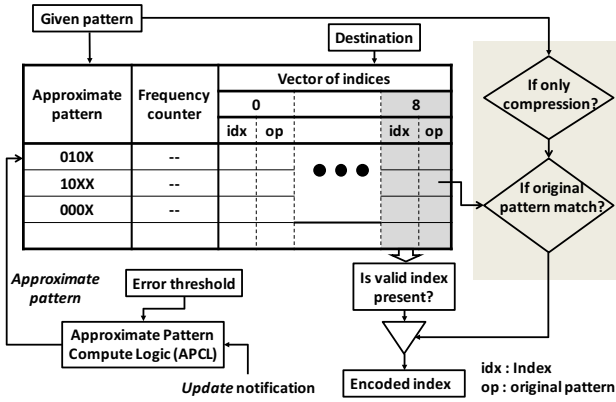 Given pattern
Destination
Approximate pattern
Frequency counter
Vector of indices
0
8
idx
op
idx
op
010X
--
10XX
--
000X
--
If only compression?
If original pattern match?
Approximate pattern
Error threshold
Is valid index present?
Approximate Pattern Compute Logic (APCL)
Update notification
Encoded index
idx : Index
op : original pattern